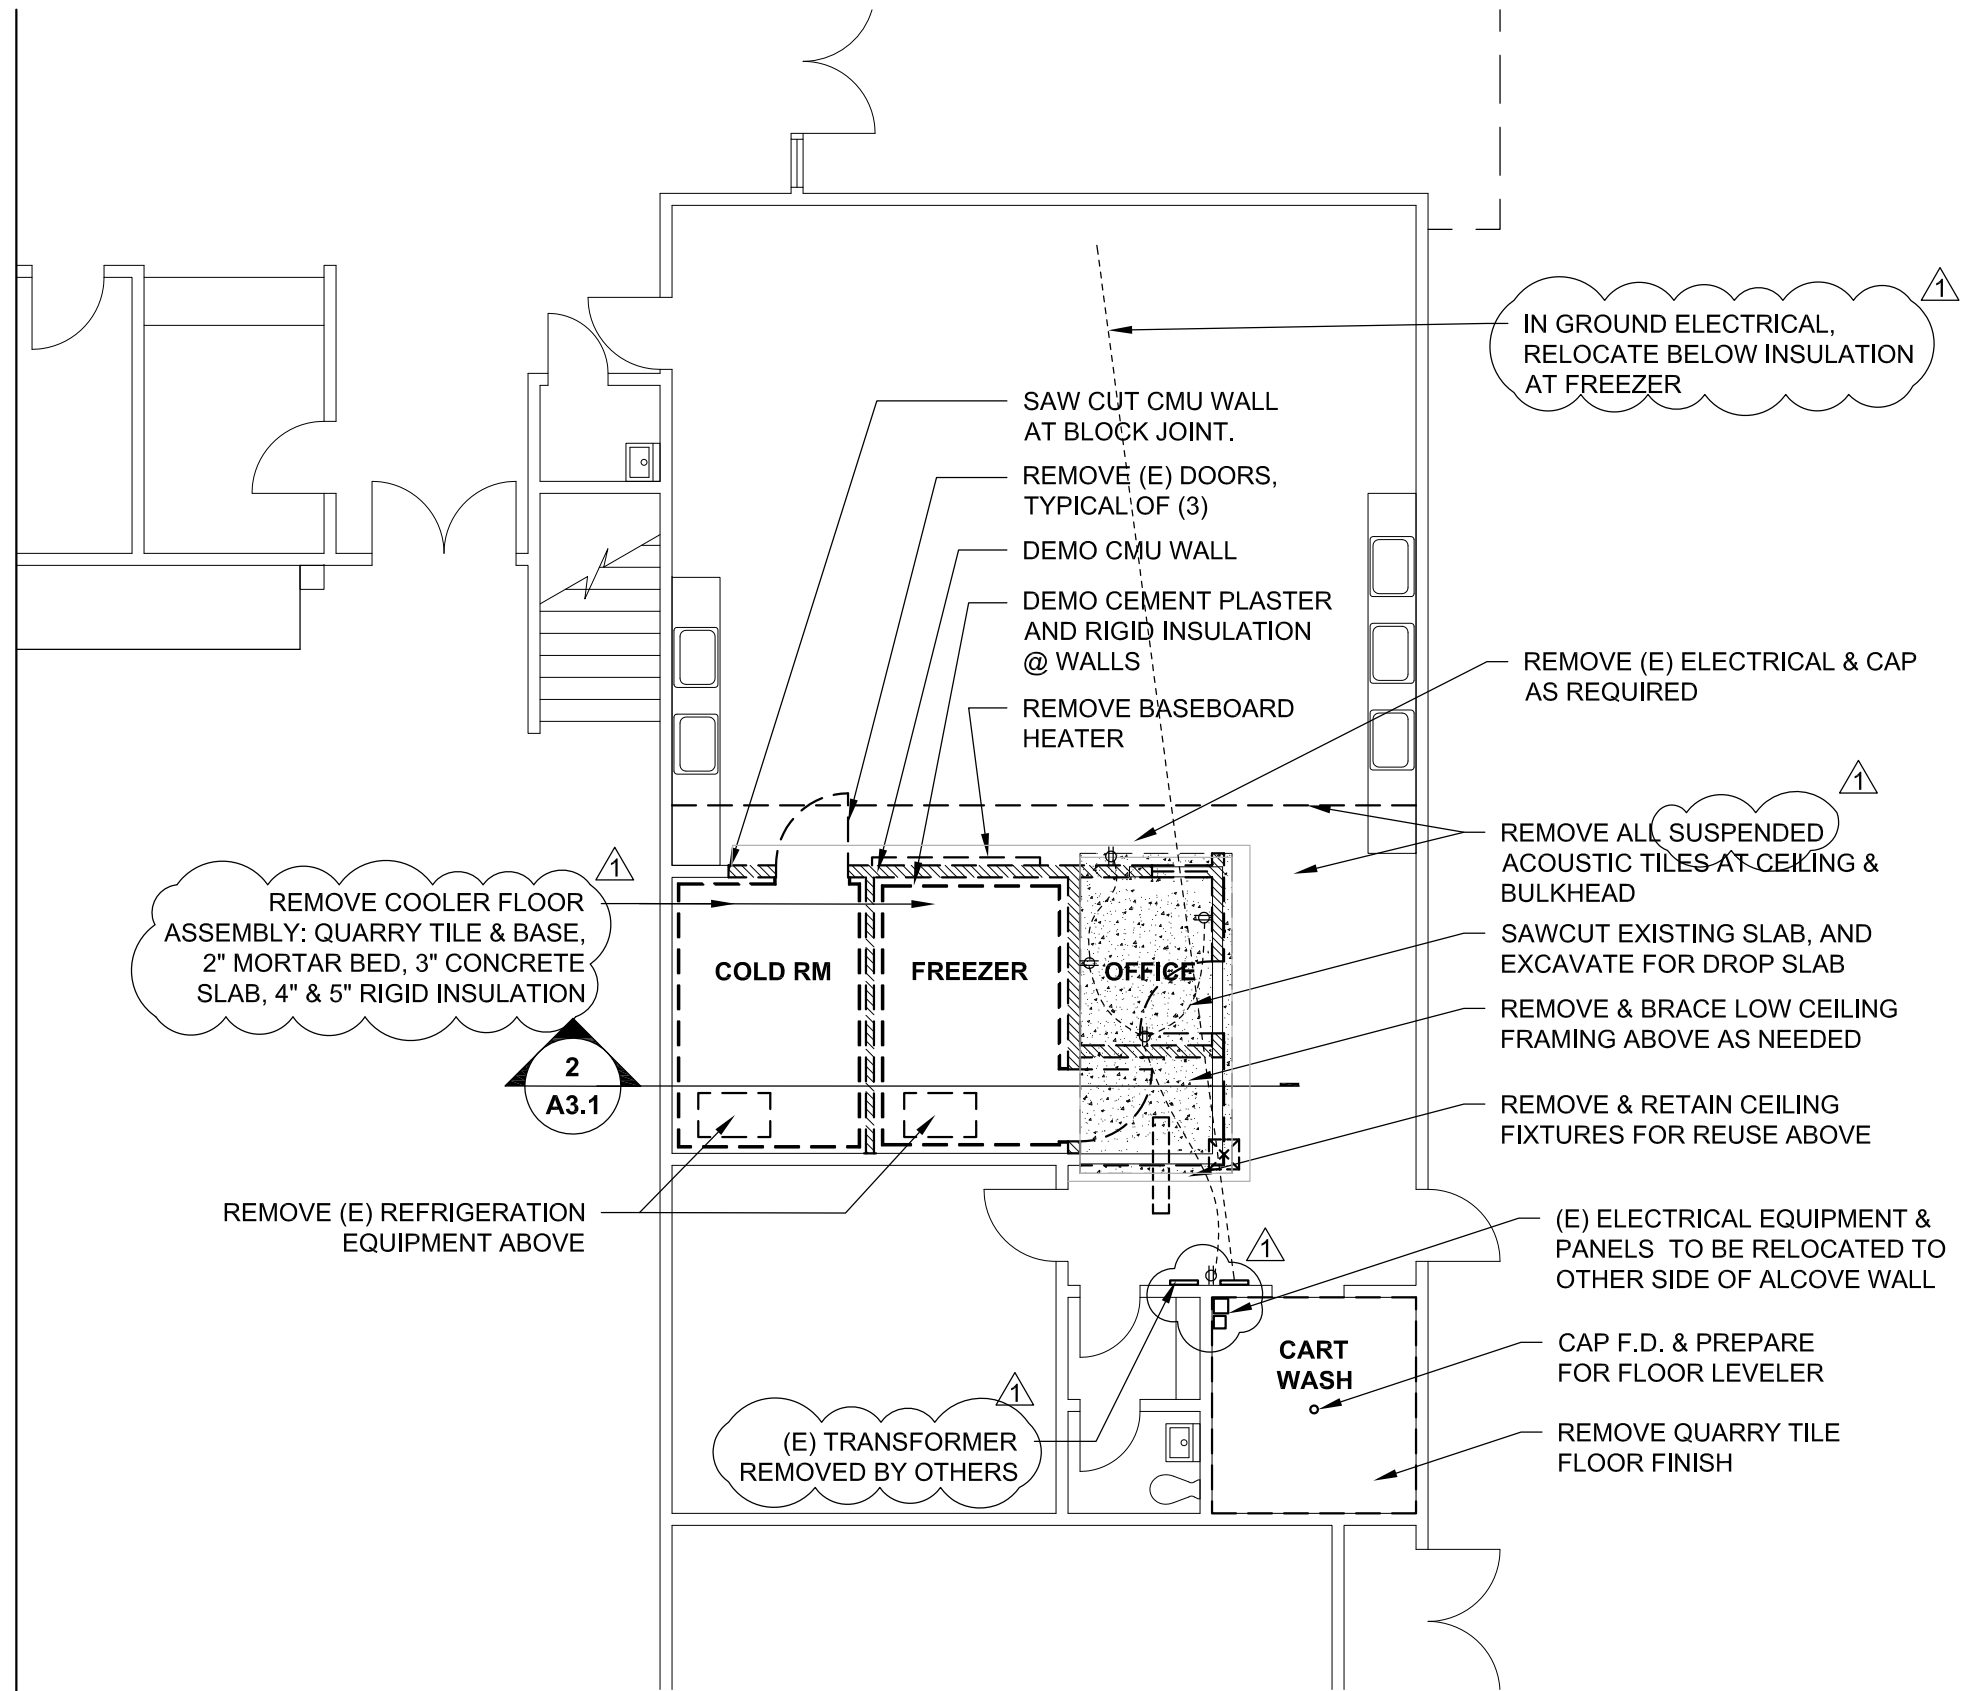 1
IN GROUND ELECTRICAL,
RELOCATE BELOW INSULATION
AT FREEZER
SAW CUT CMU WALL
AT BLOCK JOINT.
REMOVE (E) DOORS,
TYPICAL OF (3)
DEMO CMU WALL
DEMO CEMENT PLASTER
AND RIGID INSULATION
@ WALLS
REMOVE BASEBOARD
HEATER
REMOVE (E) ELECTRICAL & CAP
AS REQUIRED
1
REMOVE ALL SUSPENDED
ACOUSTIC TILES AT CEILING &
BULKHEAD
1
REMOVE COOLER FLOOR
ASSEMBLY: QUARRY TILE & BASE,
2" MORTAR BED, 3" CONCRETE
SLAB, 4" & 5" RIGID INSULATION
COLD RM
FREEZER
OFFICE
SAWCUT EXISTING SLAB, AND
EXCAVATE FOR DROP SLAB
REMOVE & BRACE LOW CEILING
FRAMING ABOVE AS NEEDED
2
A3.1
REMOVE & RETAIN CEILING
FIXTURES FOR REUSE ABOVE
REMOVE (E) REFRIGERATION
EQUIPMENT ABOVE
1
(E) ELECTRICAL EQUIPMENT &
PANELS TO BE RELOCATED TO
OTHER SIDE OF ALCOVE WALL
CART
WASH
CAP F.D. & PREPARE
FOR FLOOR LEVELER
1
(E) TRANSFORMER
REMOVED BY OTHERS
REMOVE QUARRY TILE
FLOOR FINISH